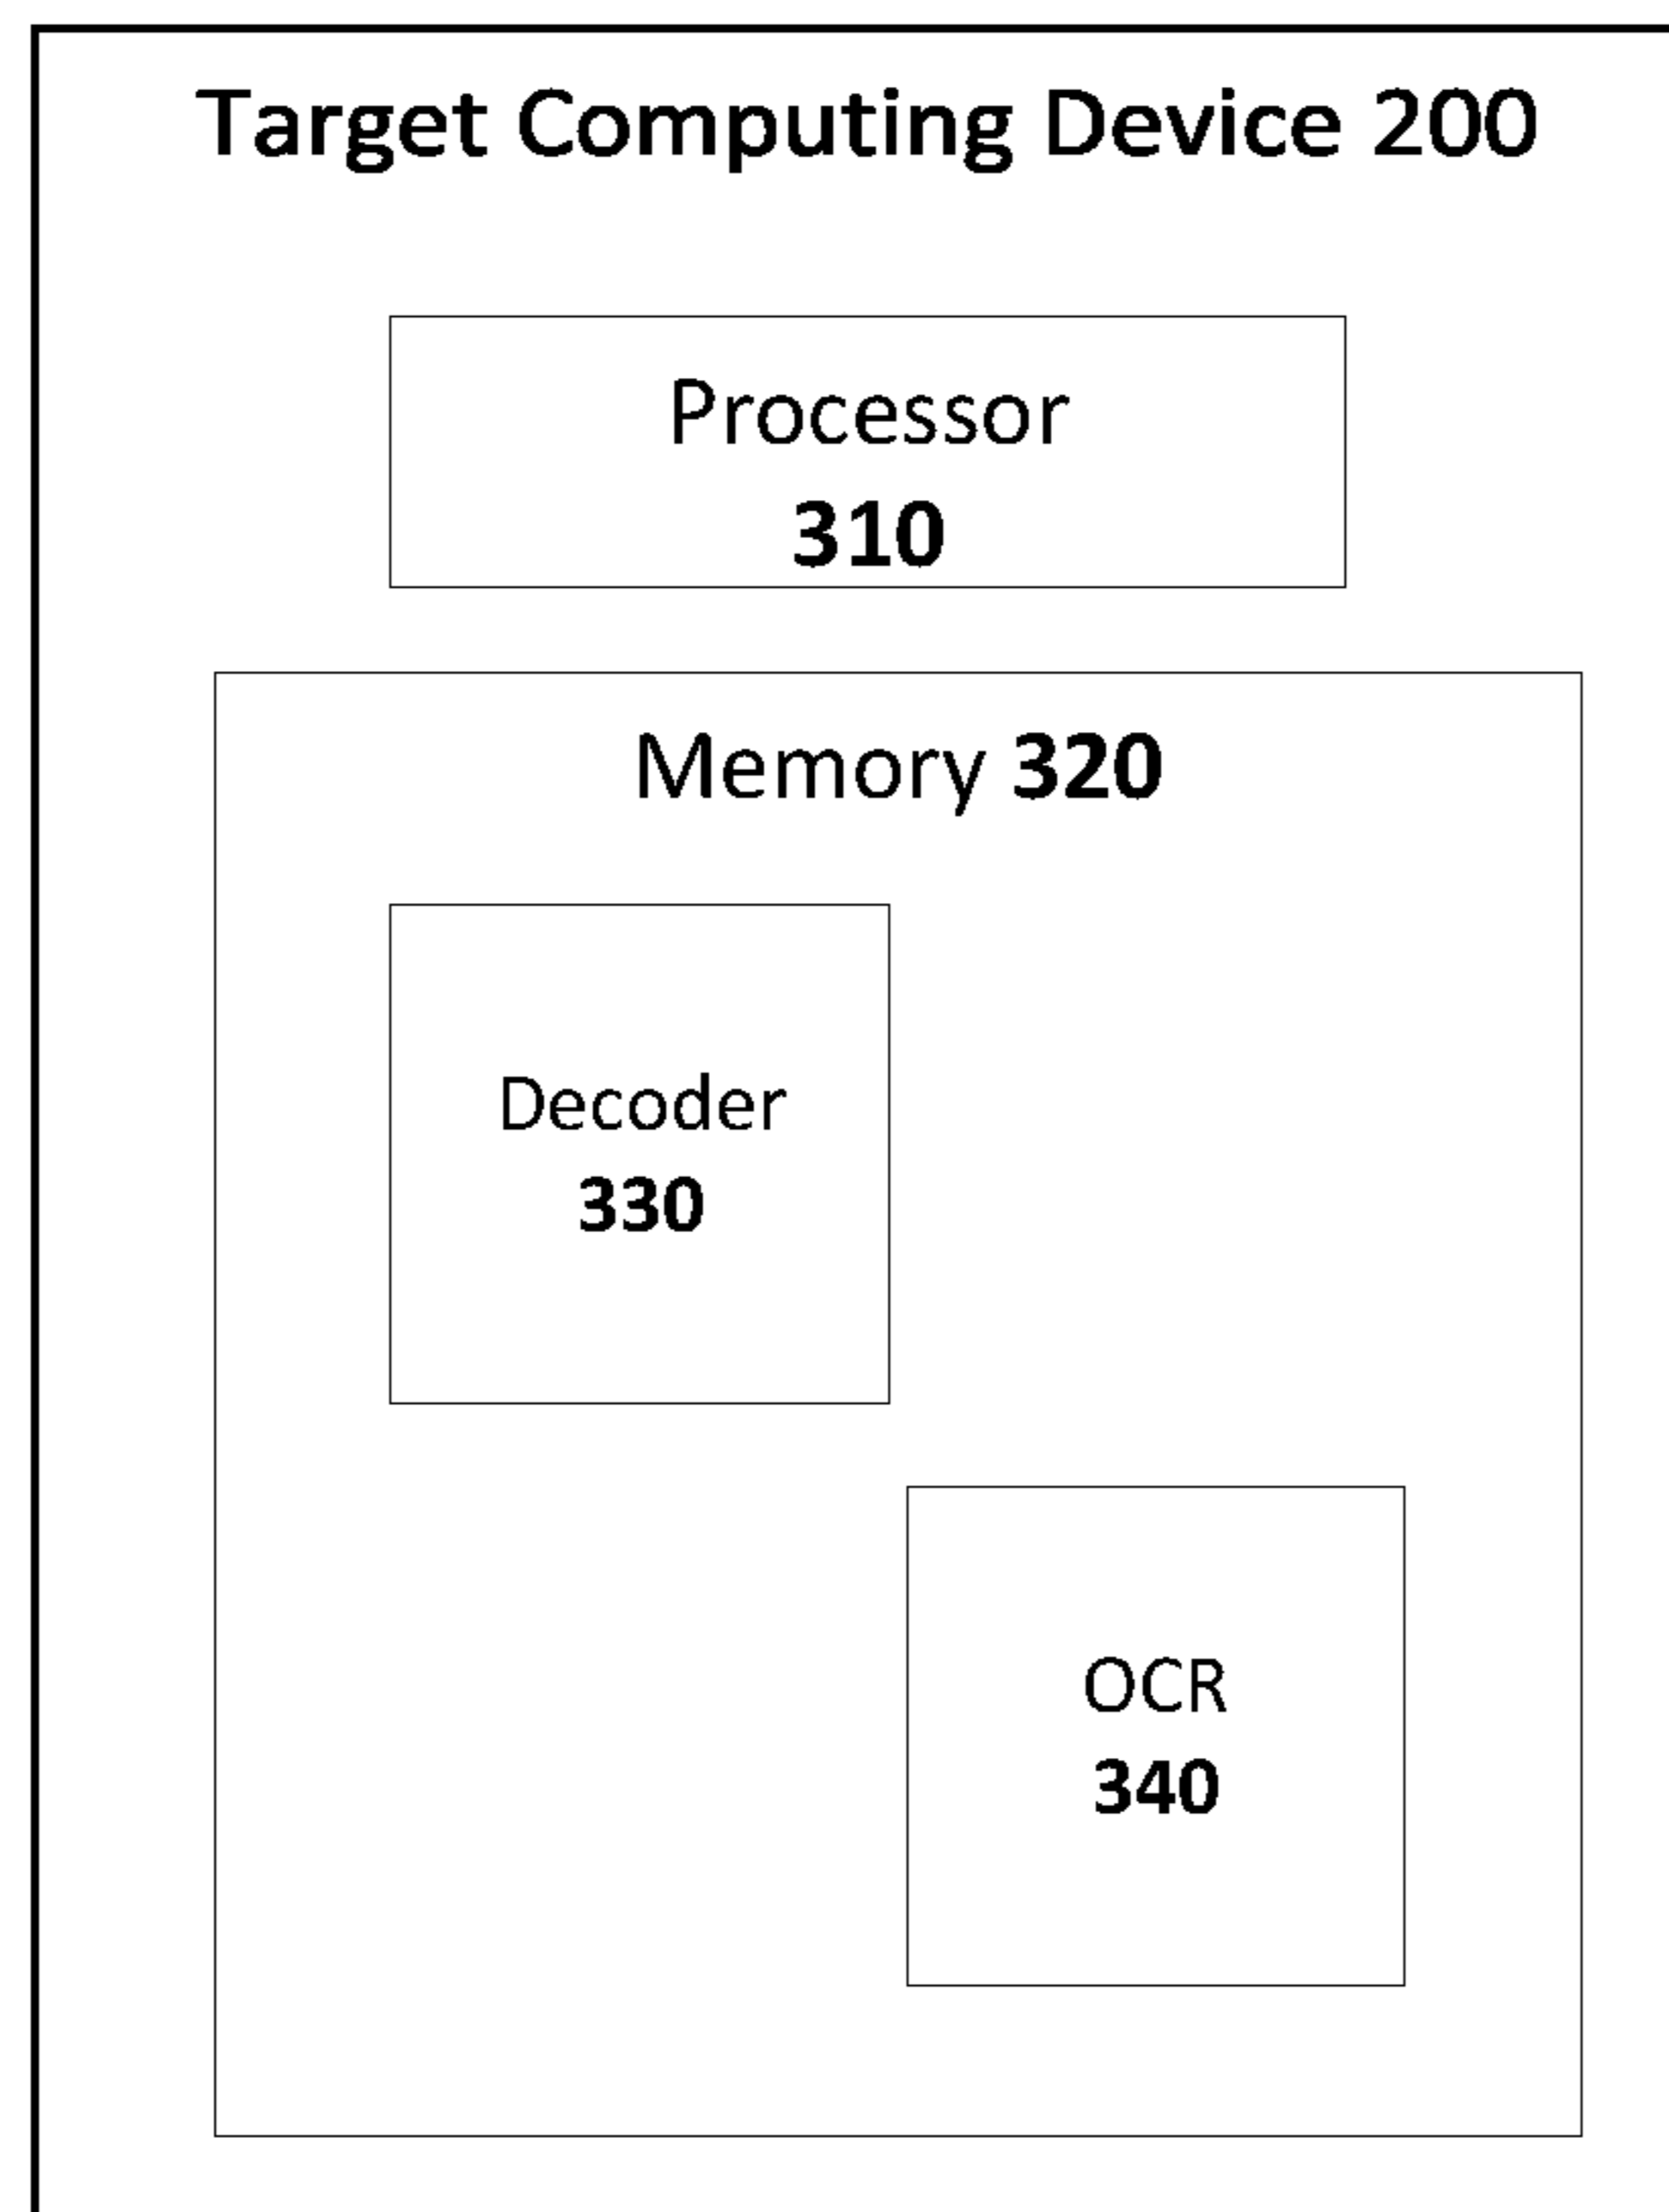 Target Computing Device 200
Processor
310
Memory 320
Decoder
330
OCR
340